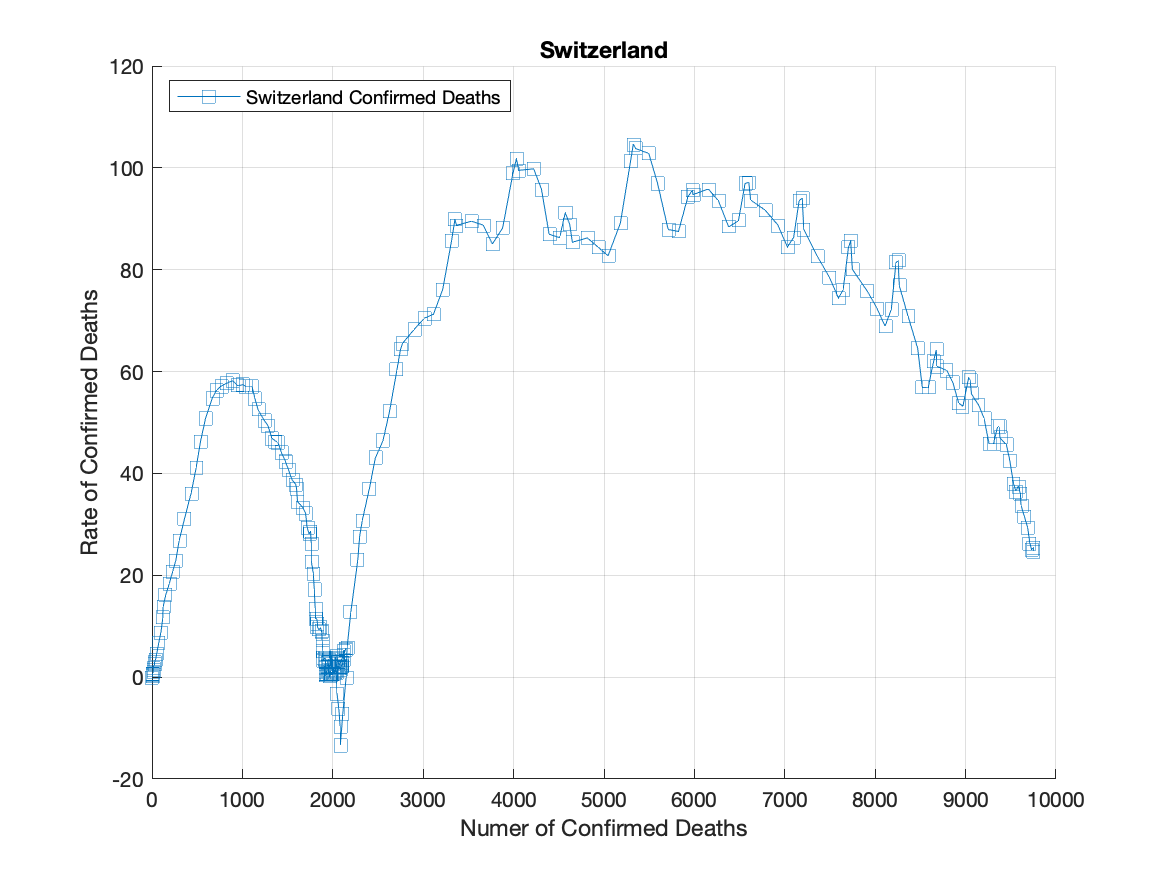 Switzerland
120
Switzerland Confirmed Deaths
100
80
60
40
20
0
-20
Rate of Confirmed Deaths
0 1000 2000 3000 4000 5000 6000 7000 8000 9000 10000
Numer of Confirmed Deaths